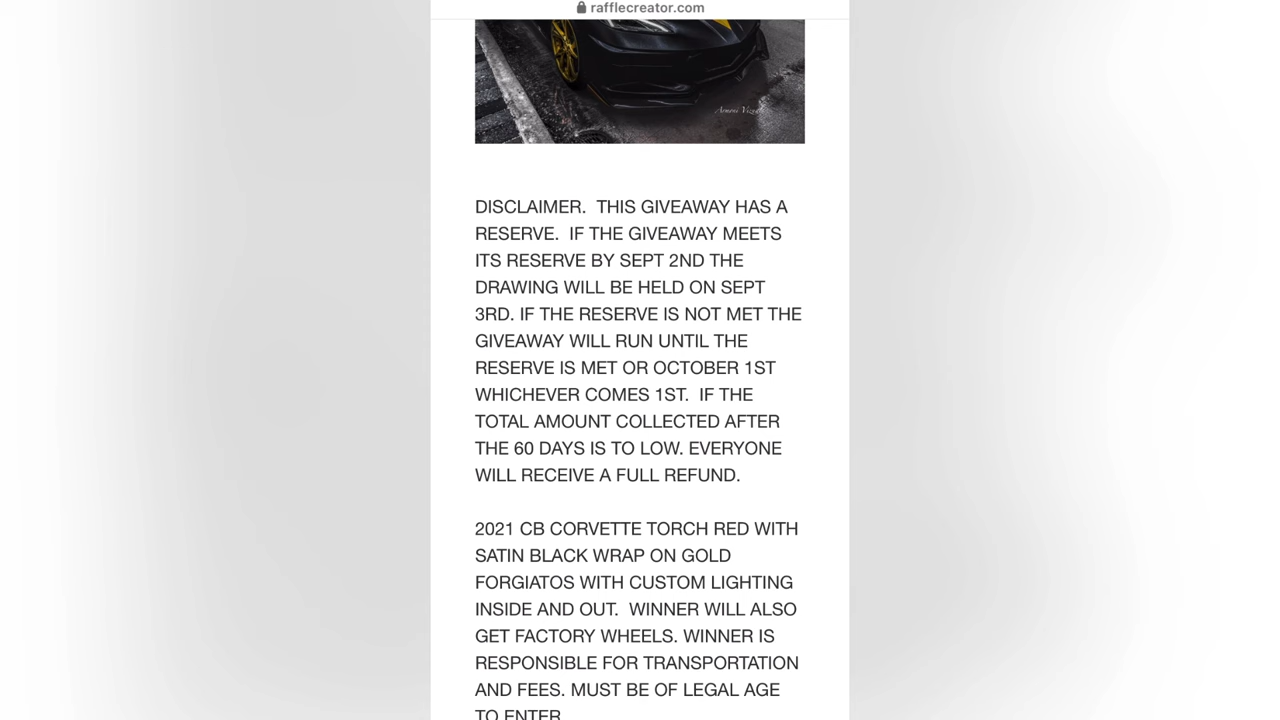 rafflecreator.com
DISCLAIMER. THIS GIVEAWAY HAS A
RESERVE. IF THE GIVEAWAY MEETS
ITS RESERVE BY SEPT 2ND THE
DRAWING WILL BE HELD ON SEPT
3RD. IF THE RESERVE IS NOT MET THE
GIVEAWAY WILL RUN UNTIL THE
RESERVE IS MET OR OCTOBER 1ST
WHICHEVER COMES 1ST. IF THE
TOTAL AMOUNT COLLECTED AFTER
THE 60 DAYS IS TO LOW. EVERYONE
WILL RECEIVE A FULL REFUND.
2021 CB CORVETTE TORCH RED WITH
SATIN BLACK WRAP ON GOLD
FORGIATOS WITH CUSTOM LIGHTING
INSIDE AND OUT. WINNER WILL ALSO
GET FACTORY WHEELS. WINNER IS
RESPONSIBLE FOR TRANSPORTATION
AND FEES. MUST BE OF LEGAL AGE
TO ENTER